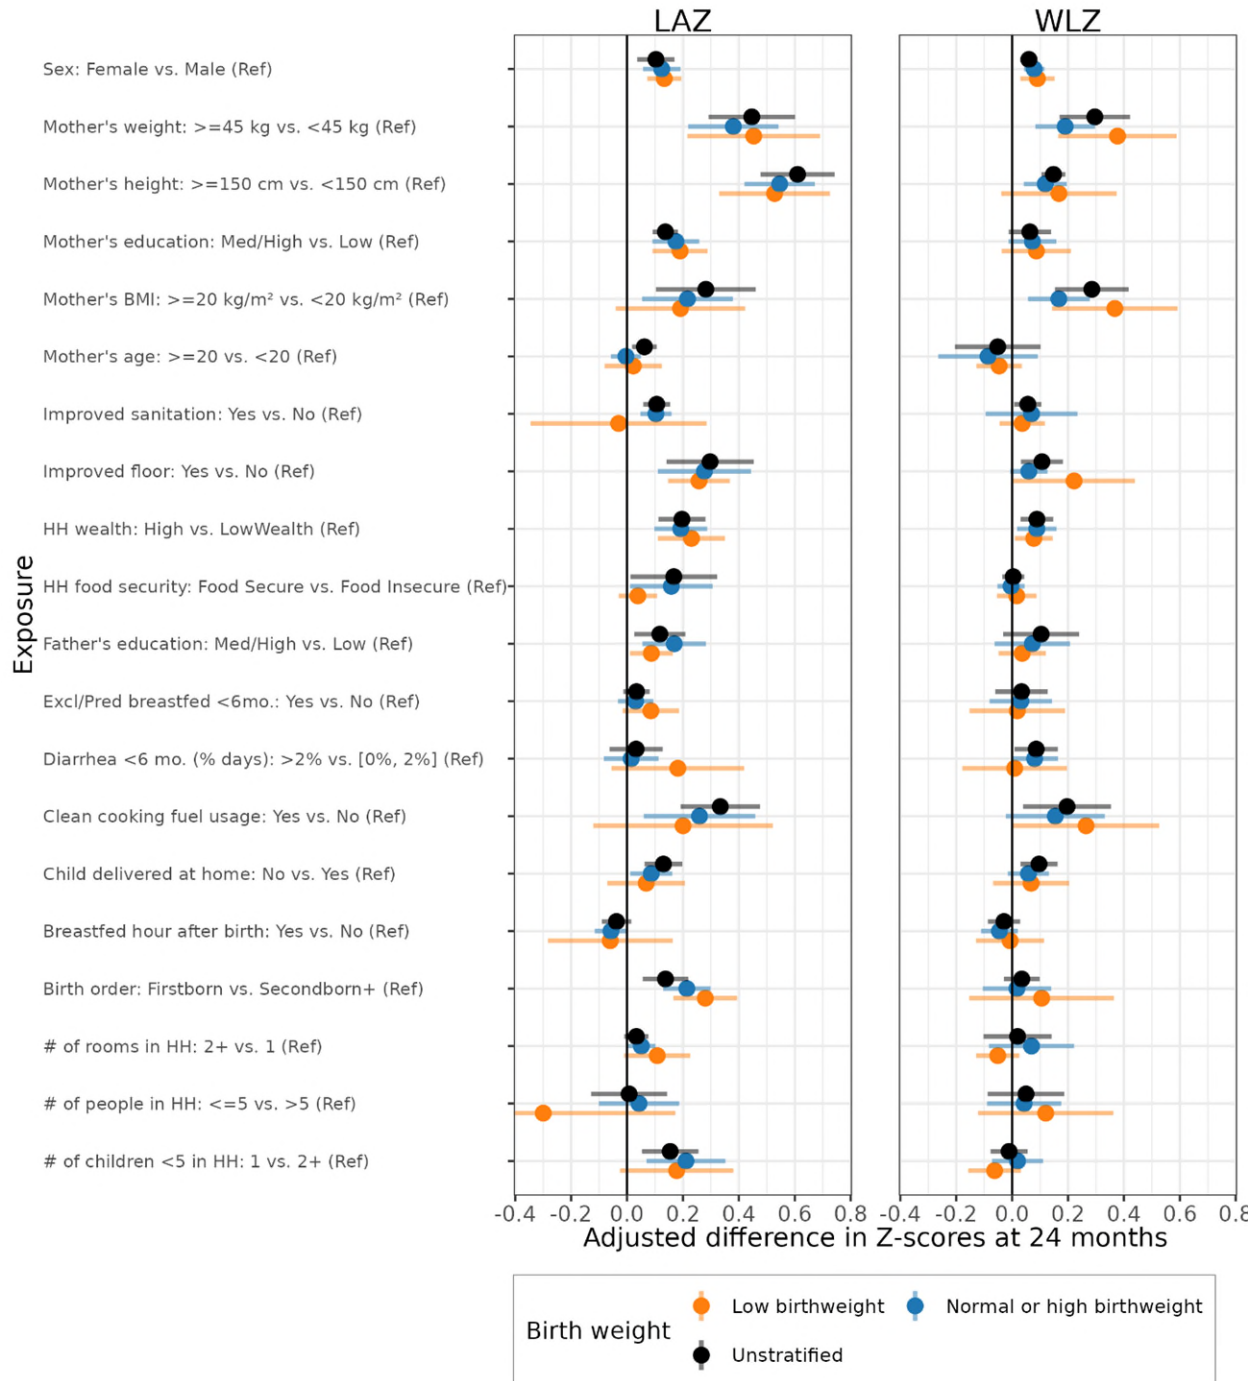 LAZ WLZ
Sex: Female vs. Male (Ref)
Mother's weight: >=45 kg vs. <45 kg (Ref)
Mother's height: >=150 cm vs. <150 cm (Ref)
Mother's education: Med/High vs. Low (Ref)
Mother's BMI: >=20 kg/m² vs. <20 kg/m² (Ref)
Mother's age: >=20 vs. <20 (Ref)
Improved sanitation: Yes vs. No (Ref)
Improved floor: Yes vs. No (Ref)
HH wealth: High vs. LowWealth (Ref)
HH food security: Food Secure vs. Food Insecure (Ref)
Father's education: Med/High vs. Low (Ref)
Excl/Pred breastfed <6mo.: Yes vs. No (Ref)
Diarrhea <6 mo. (% days): >2% vs. [0%, 2%] (Ref)
Clean cooking fuel usage: Yes vs. No (Ref)
Child delivered at home: No vs. Yes (Ref)
Breastfed hour after birth: Yes vs. No (Ref)
Birth order: Firstborn vs. Secondborn+ (Ref)
# of rooms in HH: 2+ vs. 1 (Ref)
# of people in HH: <=5 vs. >5 (Ref)
# of children <5 in HH: 1 vs. 2+ (Ref)
Exposure
-0.4 -0.2 0.0 0.2 0.4 0.6 0.8 -0.4 -0.2 0.0 0.2 0.4 0.6 0.8
Adjusted difference in Z-scores at 24 months
Birth weight
Low birthweight
Normal or high birthweight
Unstratified